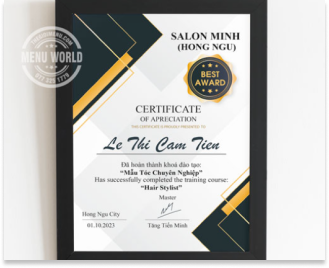 SALON MINH
(HONG NGU)
MENU WORLD
BEST
AWARD
CERTIFICATE
OF APRECIATION
THIS CERTIFICATE IS PROUDLY PRESENTED TO
Le Thi Cam Tien
Đã hoàn thành khoá đào tạo:
“Mẫu Tóc Chuyên Nghiệp”
Has successfully completed the training course:
“Hair Stylist”
Master
Hong Ngu City
01.10.2023
Tăng Tiến Minh